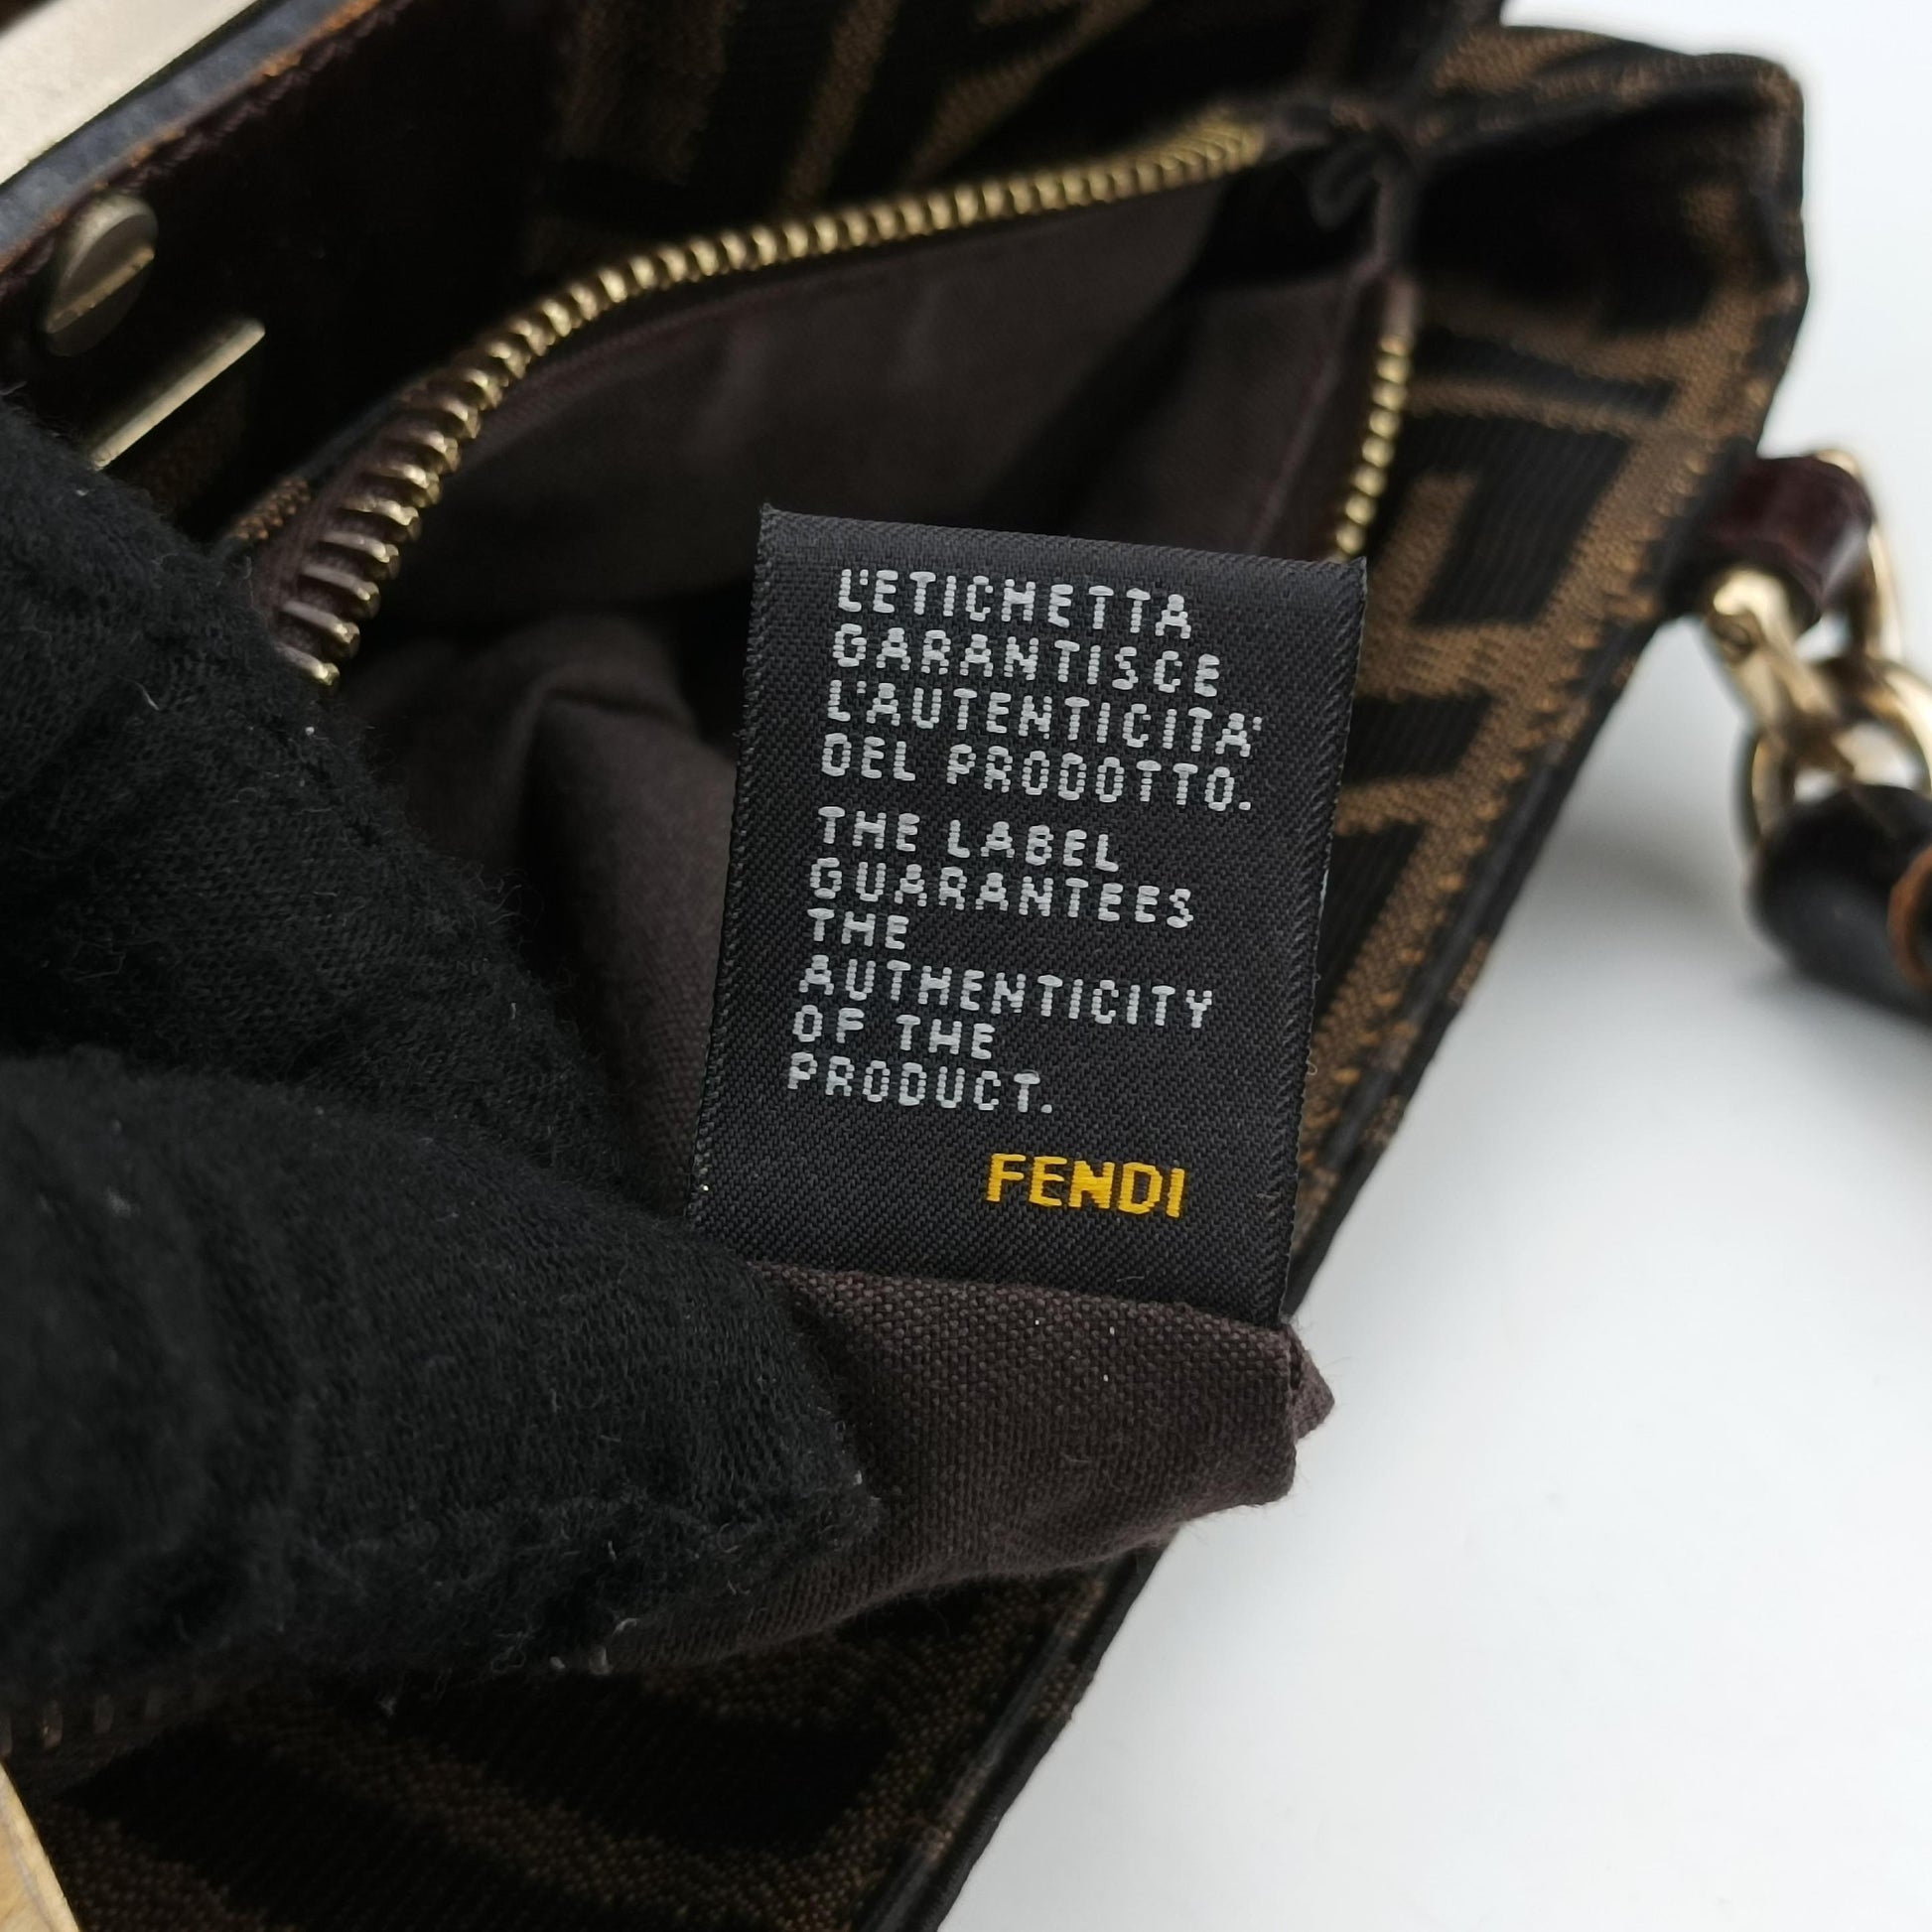 L'ETICHETTA
GARANTISCE
L'AUTENTICITA'
DEL PRODOTTO.
THE LABEL
GUARANTEES
THE
AUTHENTICITY
OF THE
PRODUCT.
FENDI